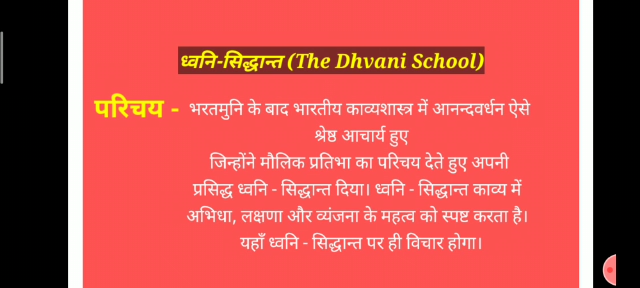 ध्वनि-सिद्धान्त (The Dhvani School)
परिचय - भरतमुनि के बाद भारतीय काव्यशास्त्र में आनन्दवर्धन ऐसे
श्रेष्ठ आचार्य हुए
जिन्होंने मौलिक प्रतिभा का परिचय देते हुए अपनी
प्रसिद्ध ध्वनि - सिद्धान्त दिया। ध्वनि - सिद्धान्त काव्य में
अभिधा, लक्षणा और व्यंजना के महत्व को स्पष्ट करता है।
यहाँ ध्वनि - सिद्धान्त पर ही विचार होगा।